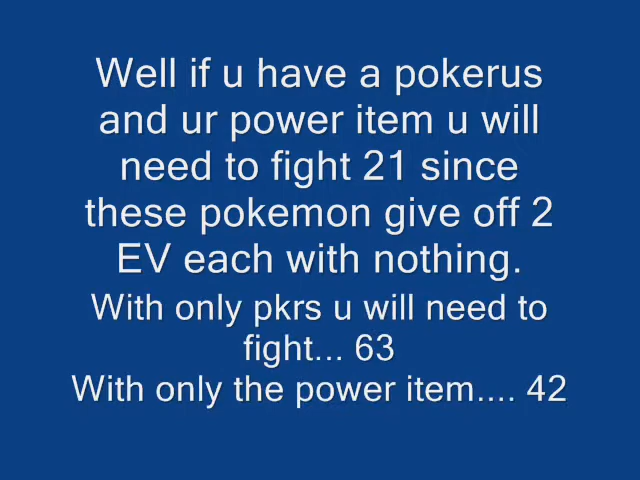 Well if u have a pokerus
and ur power item u will
need to fight 21 since
these pokemon give off 2
EV each with nothing.
With only pkrs u will need to
fight... 63
With only the power item.... 42